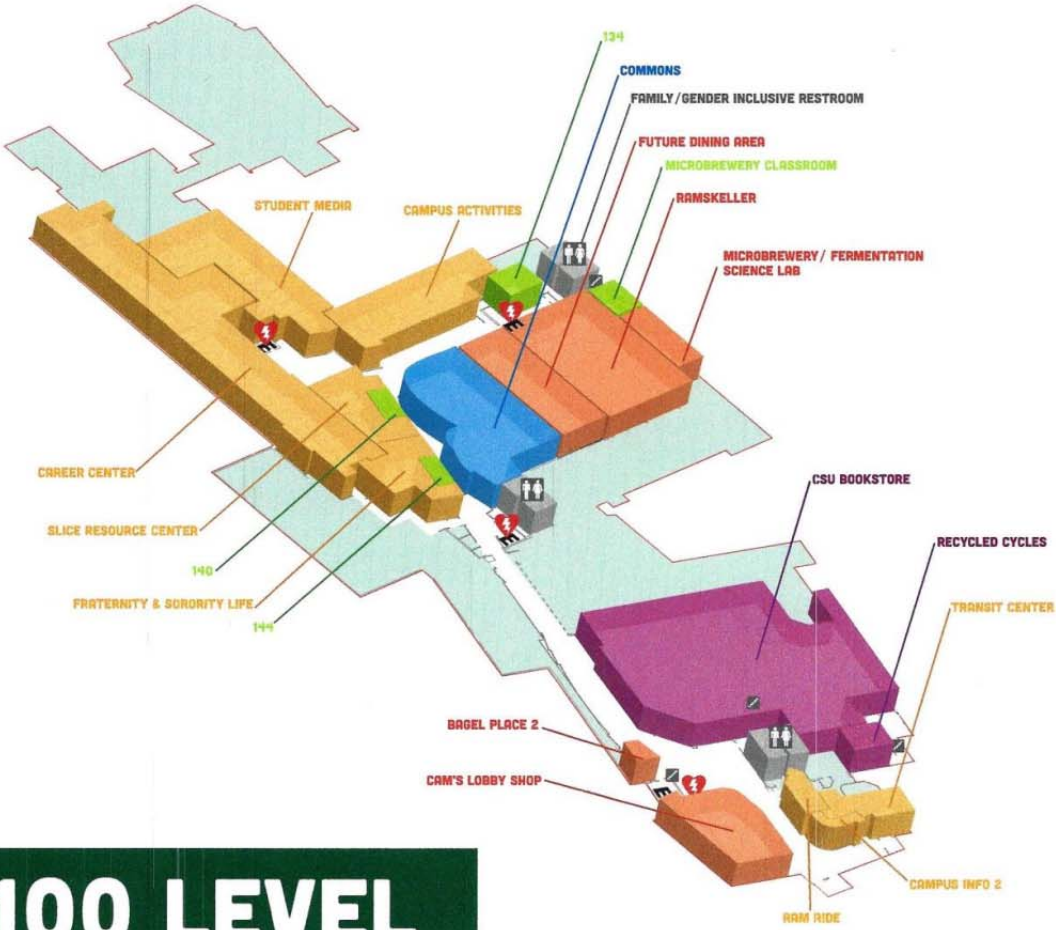 134
COMMONS
FAMILY/GENDER INCLUSIVE RESTROOM
FUTURE DINING AREA
MICROBREWERY CLASSROOM
RAMSKELLER
STUDENT MEDIA
CAMPUS ACTIVITIES
MICROBREWERY/ FERMENTATION
SCIENCE LAB
E
E
CAREER CENTER
CSU BOOKSTORE
SLICE RESOURCE CENTER
E
RECYCLED CYCLES
140
FRATERNITY & SORORITY LIFE
TRANSIT CENTER
144
BAGEL PLACE 2
CAM'S LOBBY SHOP
E
CAMPUS INFO 2
RAM RIDE
100 LEVEL